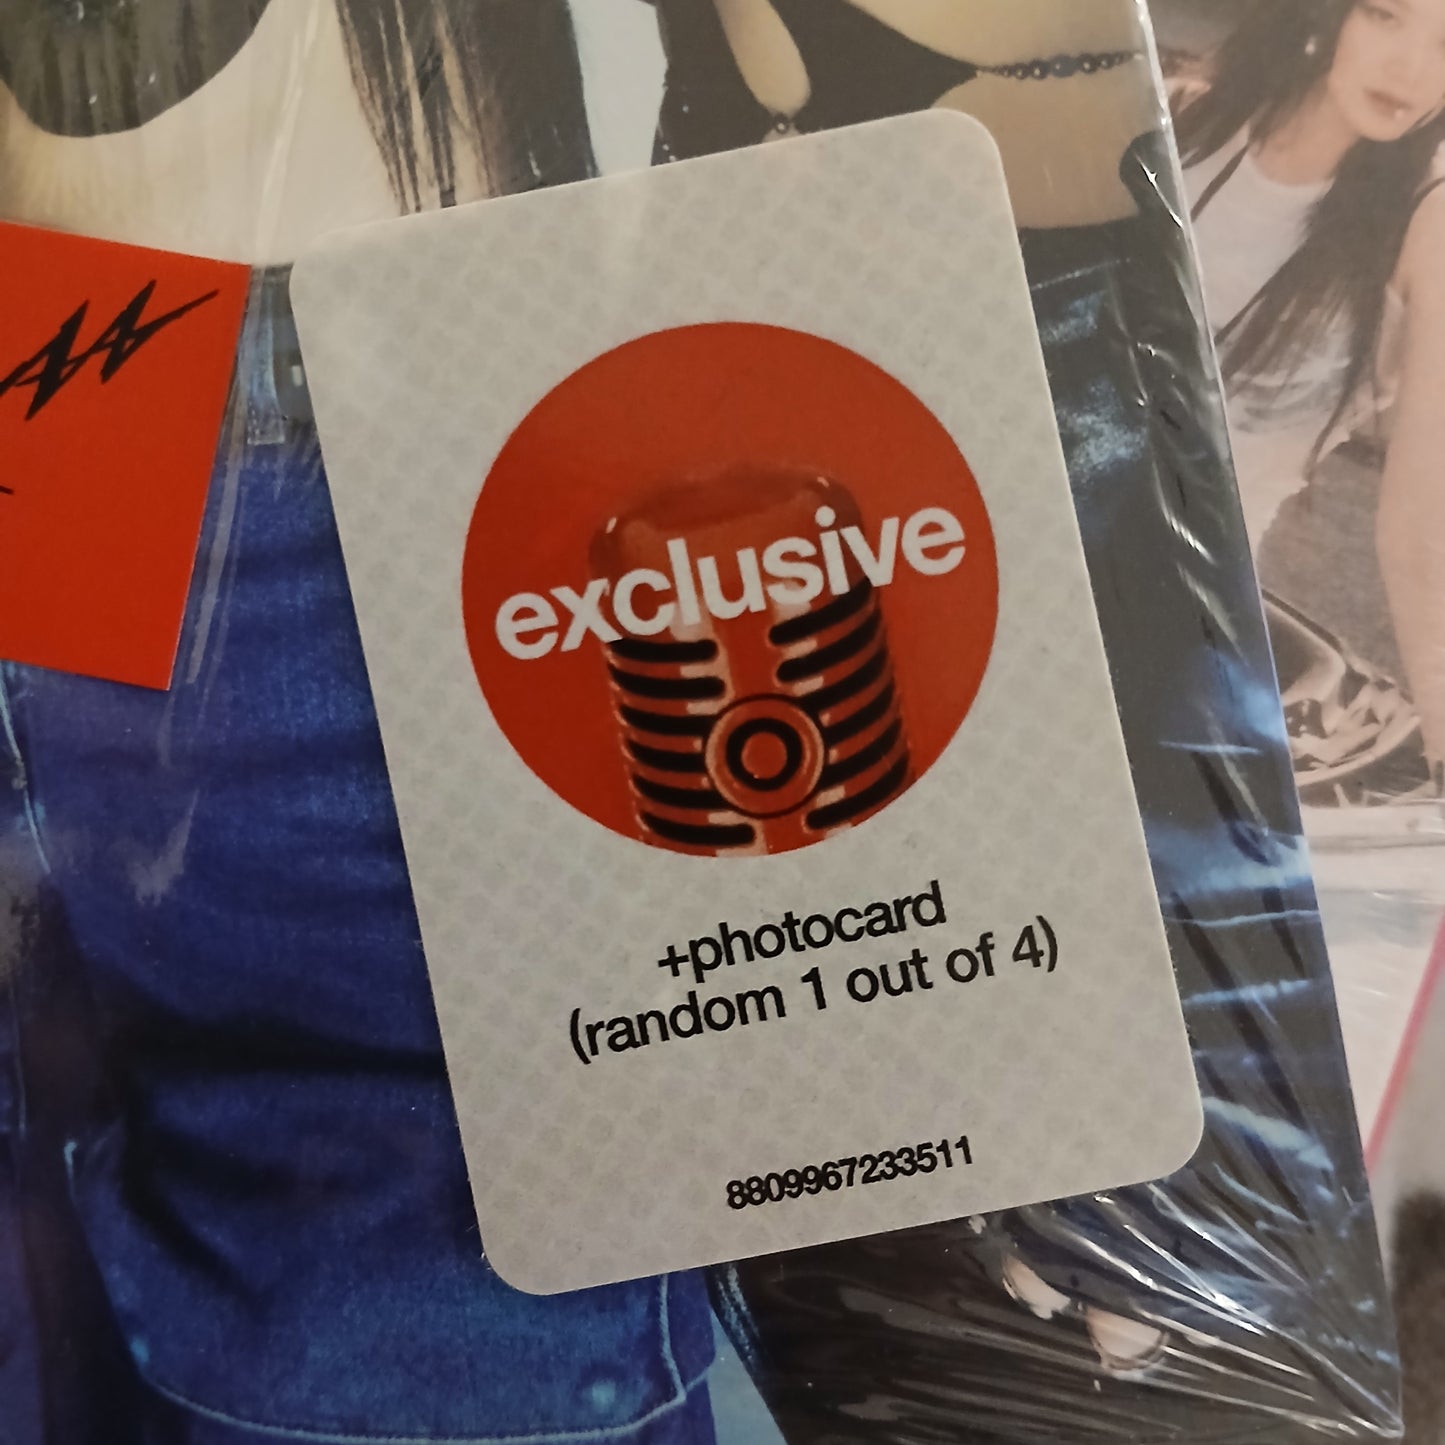 exclusive
+photocard
(random 1 out of 4)
8809967233511